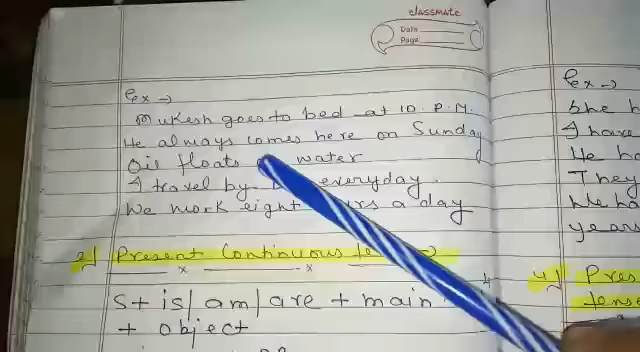 classmate
Date
Page
Ex →
Mukesh goes to bed at 10 P.M.
He always comes here on Sunday
Oil floats water
I travel by everyday.
We work eight a day
2) Present Continuous
S + is/am/are + main
+ object
Ex →
She h
I have
He ha
They
We ha
years
4) Pres
tense